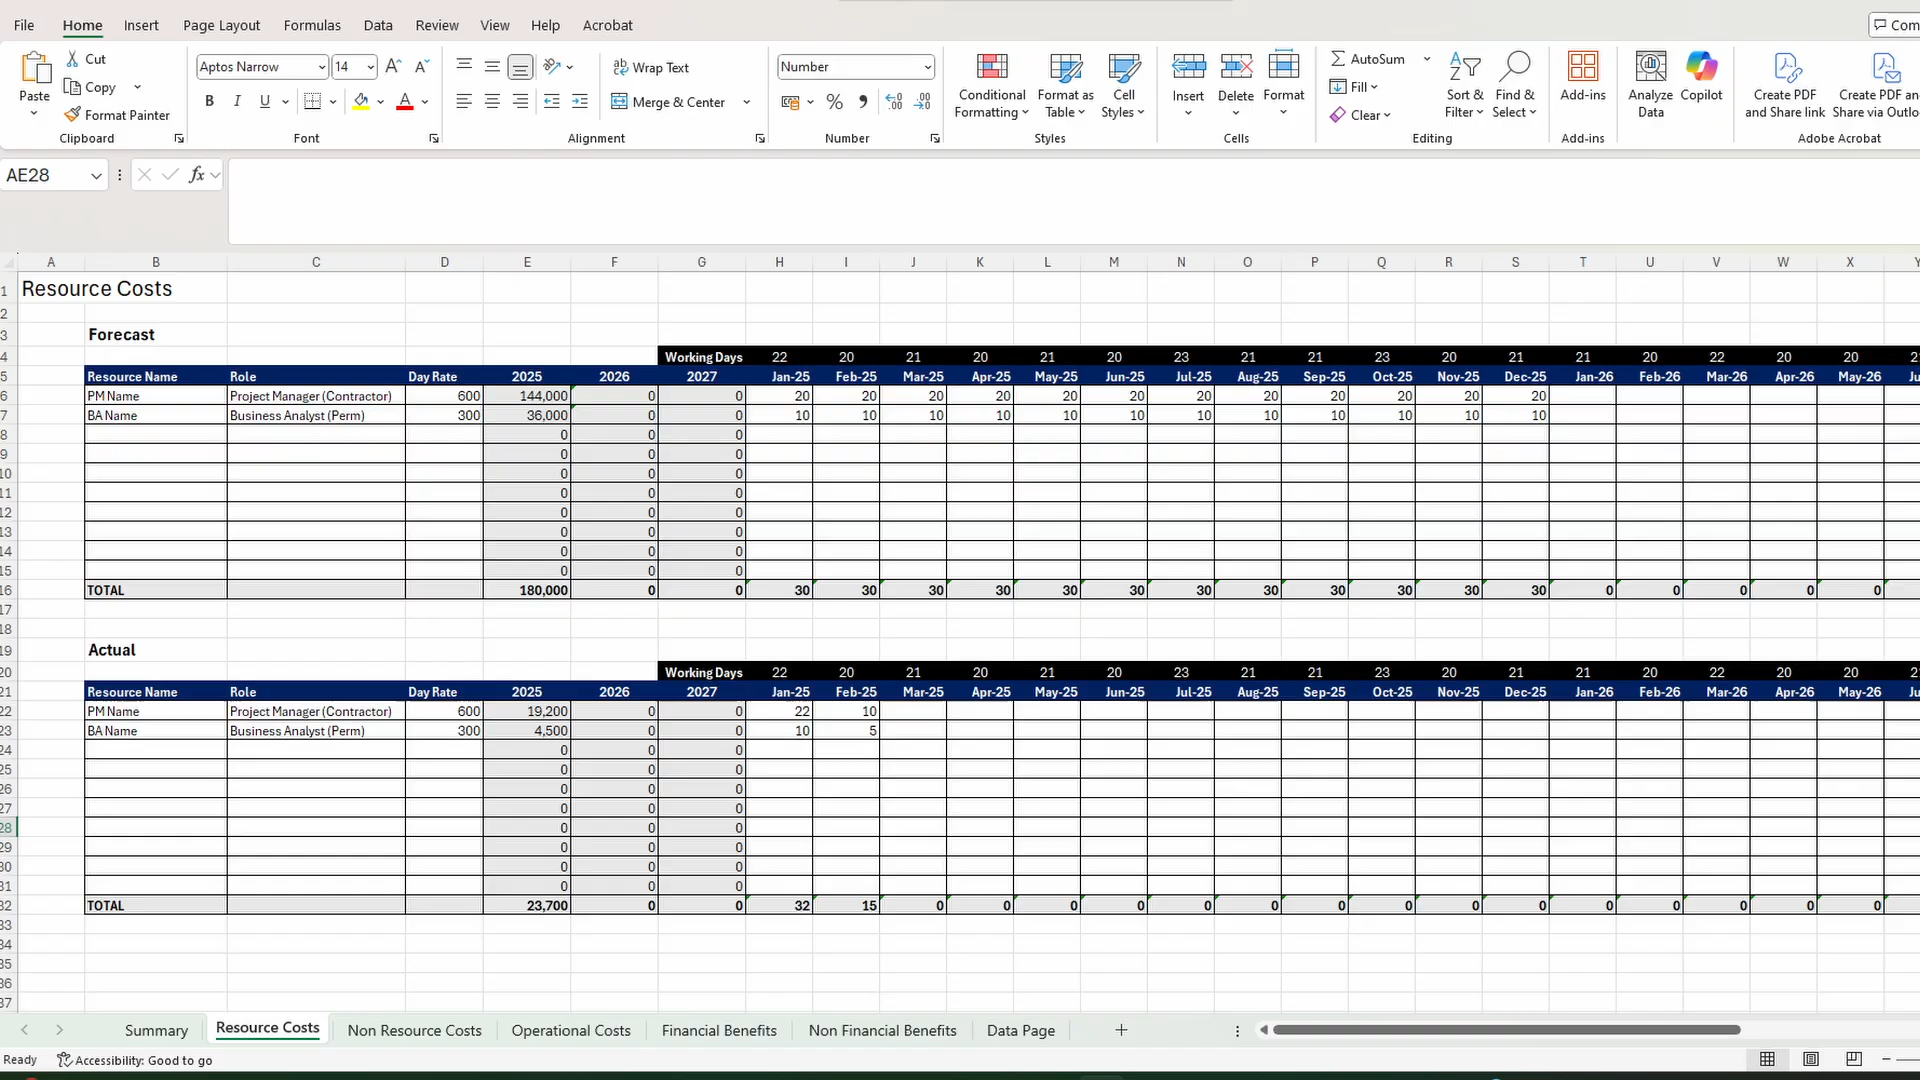 File Home Insert Page Layout Formulas Data Review View Help Acrobat
Cut Copy Format Painter Paste Clipboard
Aptos Narrow 14 B I U Font
Wrap Text Merge & Center Alignment
Number % Number
Conditional Formatting Format as Table Cell Styles Styles
Insert Delete Format Cells
AutoSum Fill Clear Sort & Filter Find & Select Editing
Add-ins Add-ins
Analyze Data Copilot
Create PDF and Share link Adobe Acrobat
AE28 fx
A B C D E F G H I J K L M N O P Q R S T U V W X Y
1 Resource Costs
2
3 Forecast
4 Working Days 22 20 21 20 21 20 23 21 21 23 20 21 21 20 22 20 20
5 Resource Name Role Day Rate 2025 2026 2027 Jan-25 Feb-25 Mar-25 Apr-25 May-25 Jun-25 Jul-25 Aug-25 Sep-25 Oct-25 Nov-25 Dec-25 Jan-26 Feb-26 Mar-26 Apr-26 May-26
6 PM Name Project Manager (Contractor) 600 144,000 0 0 20 20 20 20 20 20 20 20 20 20 20 20
7 BA Name Business Analyst (Perm) 300 36,000 0 0 10 10 10 10 10 10 10 10 10 10 10 10
8 0 0 0
9 0 0 0
10 0 0 0
11 0 0 0
12 0 0 0
13 0 0 0
14 0 0 0
15 0 0 0
16 TOTAL 180,000 0 0 30 30 30 30 30 30 30 30 30 30 30 30 0 0 0 0 0
17
18
19 Actual
20 Working Days 22 20 21 20 21 20 23 21 21 23 20 21 21 20 22 20 20
21 Resource Name Role Day Rate 2025 2026 2027 Jan-25 Feb-25 Mar-25 Apr-25 May-25 Jun-25 Jul-25 Aug-25 Sep-25 Oct-25 Nov-25 Dec-25 Jan-26 Feb-26 Mar-26 Apr-26 May-26
22 PM Name Project Manager (Contractor) 600 19,200 0 0 22 10
23 BA Name Business Analyst (Perm) 300 4,500 0 0 10 5
24 0 0 0
25 0 0 0
26 0 0 0
27 0 0 0
28 0 0 0
29 0 0 0
30 0 0 0
31 0 0 0
32 TOTAL 23,700 0 0 32 15 0 0 0 0 0 0 0 0 0 0 0 0 0 0 0
33
34
35
36
37
Summary Resource Costs Non Resource Costs Operational Costs Financial Benefits Non Financial Benefits Data Page
Ready Accessibility: Good to go